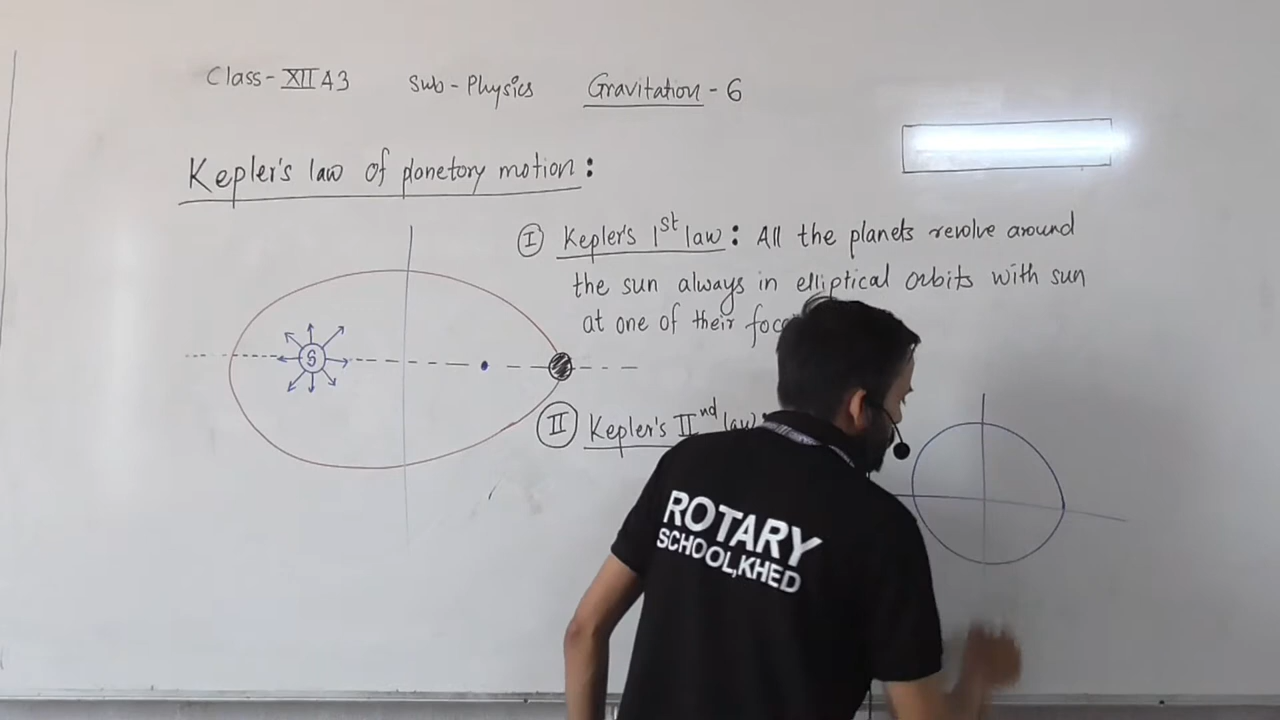 Class- XII A3 Sub - Physics Gravitation - 6
Kepler's law of planetory motion :
I Kepler's 1st law : All the planets revolve around
the sun always in elliptical orbits with sun
at one of their
S
II Kepler's IInd law :
ROTARY
SCHOOL,KHED